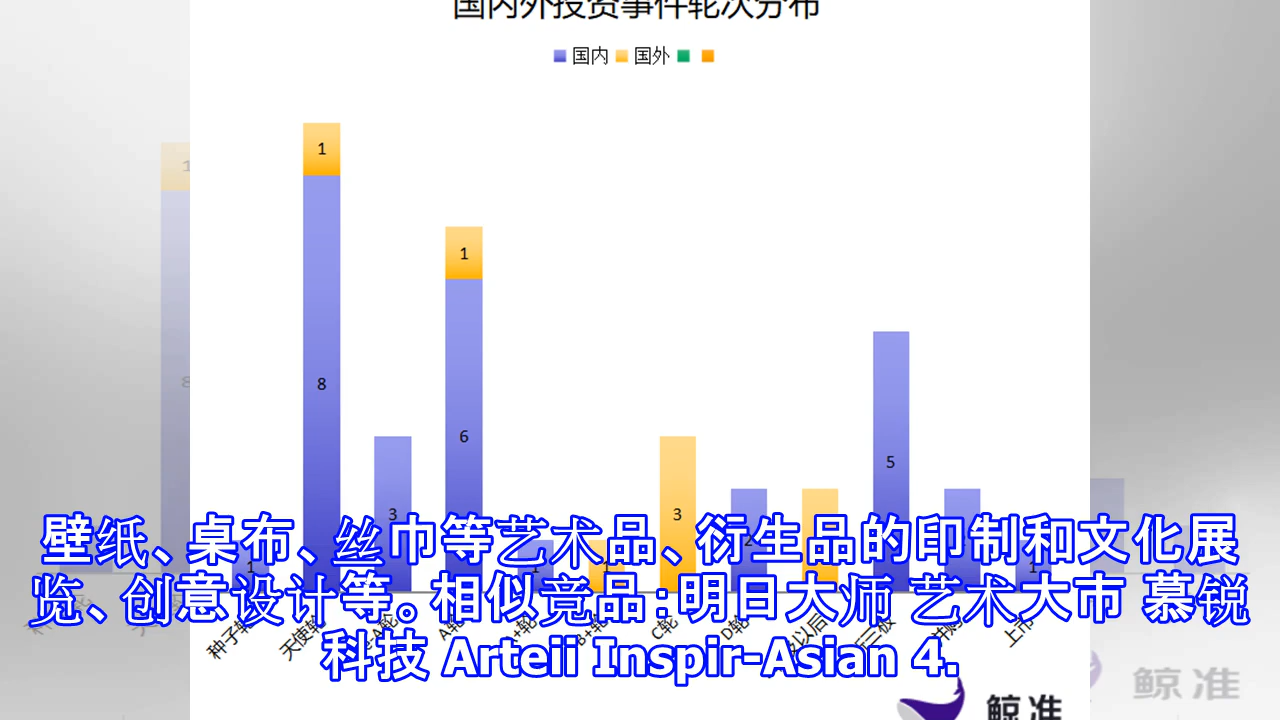 国内外投资事件轮次分布
国内 国外
1
8
3
1
6
1
1
3
2
5
1
1
种子轮 天使轮 A轮 B+轮 C轮 D轮 上市
壁纸、桌布、丝巾等艺术品、衍生品的印制和文化展
览、创意设计等。相似竞品:明日大师 艺术大市 慕锐
科技 Arteii Inspir-Asian 4.
鲸准
鲸准